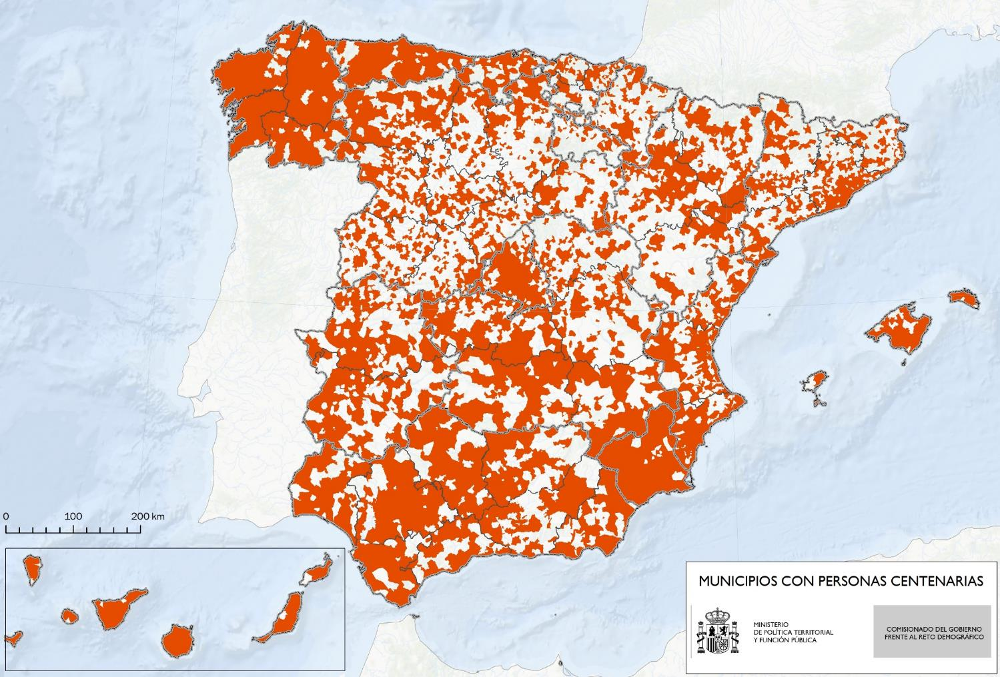 0 100 200 km
MUNICIPIOS CON PERSONAS CENTENARIAS
MINISTERIO
DE POLÍTICA TERRITORIAL
Y FUNCIÓN PÚBLICA
COMISIONADO DEL GOBIERNO
FRENTE AL RETO DEMOGRÁFICO